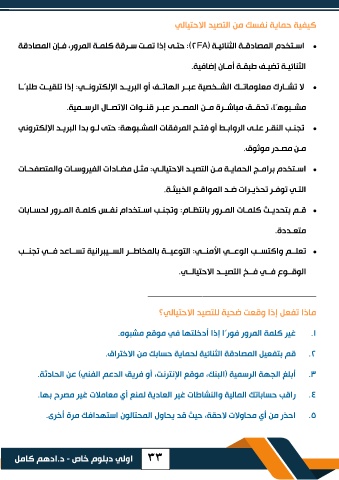 كيفية حماية نفسك من التصيد الاحتيالي
• استخدم المصادقة الثنائية (2FA): حتى إذا تمت سرقة كلمة المرور، فإن المصادقة
الثنائية تضيف طبقة أمان إضافية.
• لا تشارك معلوماتك الشخصية عبر الهاتف أو البريد الإلكتروني: إذا تلقيت طلبًا
مشبوهًا، تحقق مباشرة من المصدر عبر قنوات الاتصال الرسمية.
• تجنب النقر على الروابط أو فتح المرفقات المشبوهة: حتى لو بدا البريد الإلكتروني
من مصدر موثوق.
• استخدم برامج الحماية من التصيد الاحتيالي: مثل مضادات الفيروسات والمتصفحات
التي توفر تحذيرات ضد المواقع الخبيثة.
• قم بتحديث كلمات المرور بانتظام: وتجنب استخدام نفس كلمة المرور لحسابات
متعددة.
• تعلم واكتسب الوعي الأمني: التوعية بالمخاطر السيبرانية تساعد في تجنب
الوقوع في فخ التصيد الاحتيالي.
ماذا تفعل إذا وقعت ضحية للتصيد الاحتيالي؟
١. غير كلمة المرور فورًا إذا أدخلتها في موقع مشبوه.
٢. قم بتفعيل المصادقة الثنائية لحماية حسابك من الاختراق.
٣. أبلغ الجهة الرسمية (البنك، موقع الإنترنت، أو فريق الدعم الفني) عن الحادثة.
٤. راقب حساباتك المالية والنشاطات غير العادية لمنع أي معاملات غير مصرح بها.
٥. احذر من أي محاولات لاحقة، حيث قد يحاول المحتالون استهدافك مرة أخرى.
٣٣ اولي دبلوم خاص - د.ادهم كامل